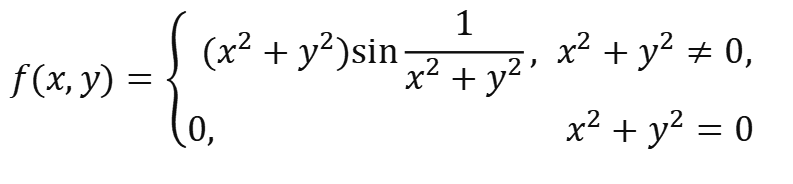 f(x, y) = { (x² + y²)sin 1/(x² + y²), x² + y² ≠ 0,
0, x² + y² = 0